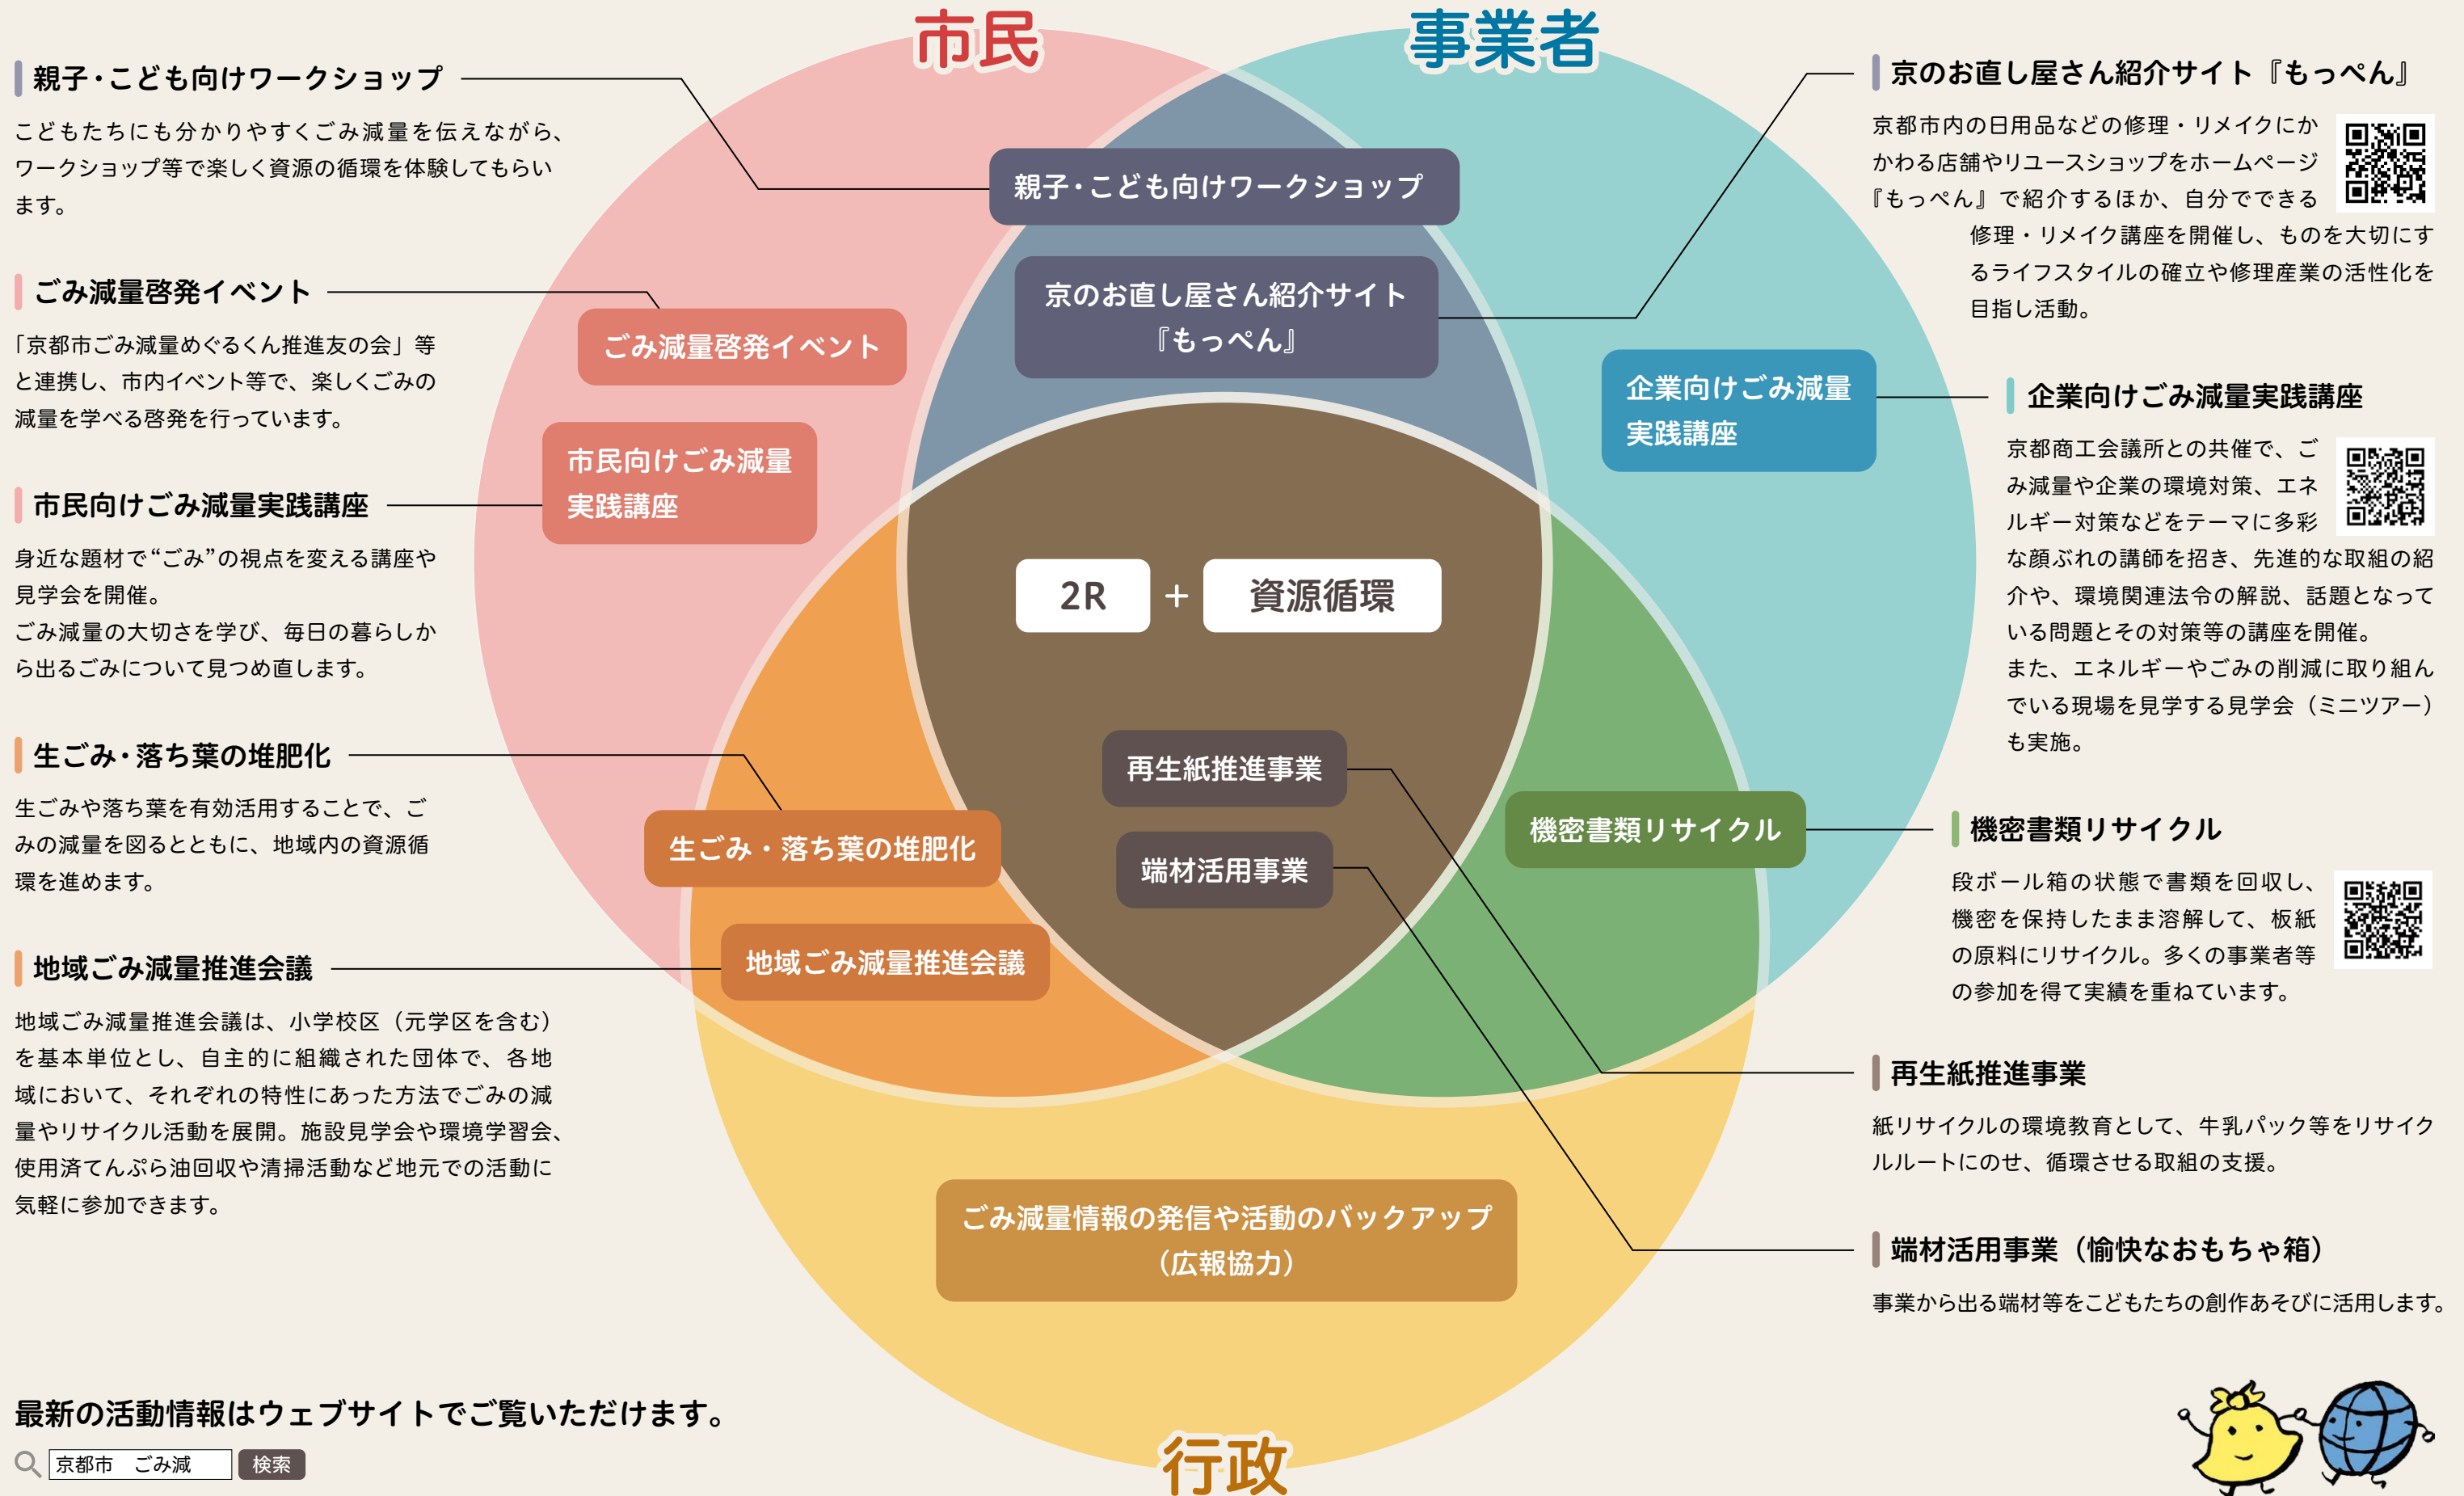 市民
事業者
親子・こども向けワークショップ
こどもたちにも分かりやすくごみ減量を伝えながら、
ワークショップ等で楽しく資源の循環を体験してもらい
ます。
ごみ減量啓発イベント
「京都市ごみ減量めぐるくん推進友の会」等
と連携し、市内イベント等で、楽しくごみの
減量を学べる啓発を行っています。
市民向けごみ減量実践講座
身近な題材で“ごみ”の視点を変える講座や
見学会を開催。
ごみ減量の大切さを学び、毎日の暮らしか
ら出るごみについて見つめ直します。
生ごみ・落ち葉の堆肥化
生ごみや落ち葉を有効活用することで、ご
みの減量を図るとともに、地域内の資源循
環を進めます。
地域ごみ減量推進会議
地域ごみ減量推進会議は、小学校区（元学区を含む）
を基本単位とし、自主的に組織された団体で、各地
域において、それぞれの特性にあった方法でごみの減
量やリサイクル活動を展開。施設見学会や環境学習会、
使用済てんぷら油回収や清掃活動など地元での活動に
気軽に参加できます。
親子・こども向けワークショップ
京のお直し屋さん紹介サイト
『もっぺん』
ごみ減量啓発イベント
市民向けごみ減量
実践講座
企業向けごみ減量
実践講座
2R + 資源循環
再生紙推進事業
端材活用事業
生ごみ・落ち葉の堆肥化
地域ごみ減量推進会議
機密書類リサイクル
ごみ減量情報の発信や活動のバックアップ
（広報協力）
行政
京のお直し屋さん紹介サイト『もっぺん』
京都市内の日用品などの修理・リメイクにか
かわる店舗やリユースショップをホームページ
『もっぺん』で紹介するほか、自分でできる
修理・リメイク講座を開催し、ものを大切にす
るライフスタイルの確立や修理産業の活性化を
目指し活動。
企業向けごみ減量実践講座
京都商工会議所との共催で、ご
み減量や企業の環境対策、エネ
ルギー対策などをテーマに多彩
な顔ぶれの講師を招き、先進的な取組の紹
介や、環境関連法令の解説、話題となって
いる問題とその対策等の講座を開催。
また、エネルギーやごみの削減に取り組ん
でいる現場を見学する見学会（ミニツアー）
も実施。
機密書類リサイクル
段ボール箱の状態で書類を回収し、
機密を保持したまま溶解して、板紙
の原料にリサイクル。多くの事業者等
の参加を得て実績を重ねています。
再生紙推進事業
紙リサイクルの環境教育として、牛乳パック等をリサイク
ルルートにのせ、循環させる取組の支援。
端材活用事業（愉快なおもちゃ箱）
事業から出る端材等をこどもたちの創作あそびに活用します。
最新の活動情報はウェブサイトでご覧いただけます。
京都市　ごみ減 検索